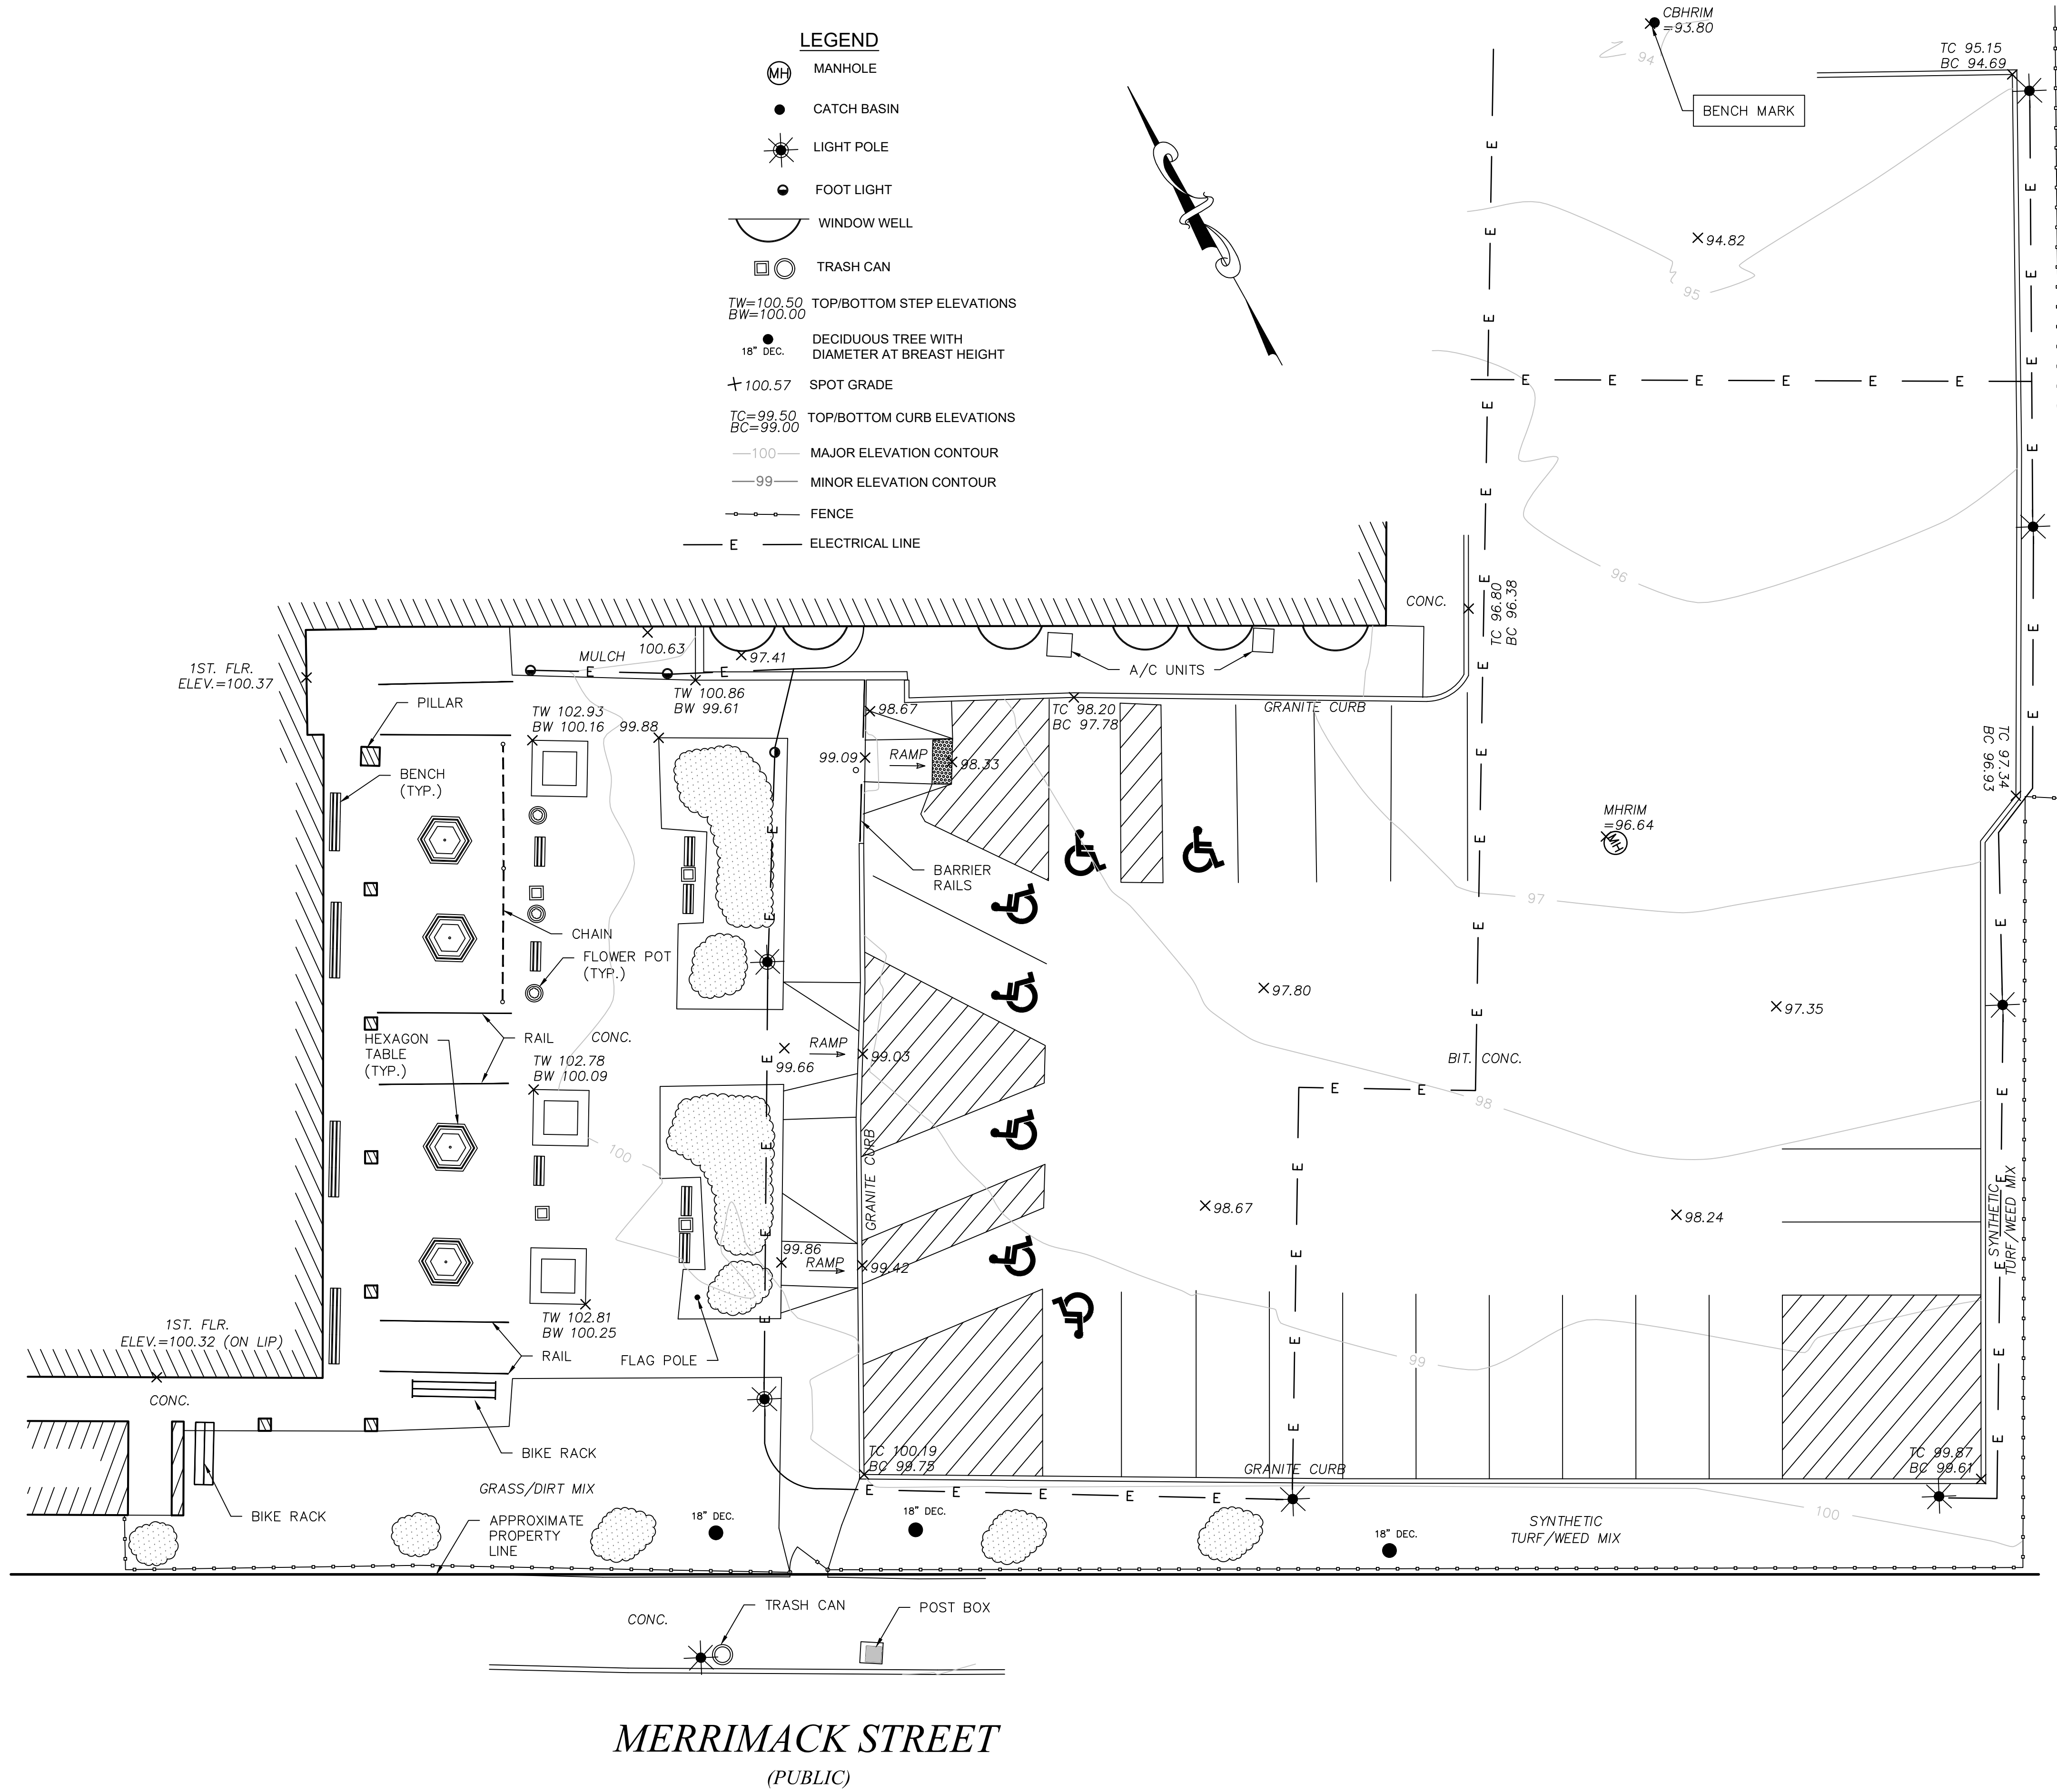 LEGEND
MH
MANHOLE
CATCH BASIN
LIGHT POLE
FOOT LIGHT
WINDOW WELL
TRASH CAN
TW=100.50
BW=100.00
TOP/BOTTOM STEP ELEVATIONS
18" DEC.
DECIDUOUS TREE WITH
DIAMETER AT BREAST HEIGHT
100.57
SPOT GRADE
TC=99.50
BC=99.00
TOP/BOTTOM CURB ELEVATIONS
100
MAJOR ELEVATION CONTOUR
99
MINOR ELEVATION CONTOUR
FENCE
E
ELECTRICAL LINE
CBHRIM
=93.80
94
BENCH MARK
TC 95.15
BC 94.69
94.82
95
E E E E E E
96
CONC.
TC 96.80
BC 96.38
1ST. FLR.
ELEV.=100.37
MULCH
100.63
97.41
E E
A/C UNITS
TW 100.86
BW 99.61
PILLAR
TW 102.93
BW 100.16
99.88
98.67
TC 98.20
BC 97.78
GRANITE CURB
99.09
RAMP
98.33
TC 97.34
BC 96.93
BENCH
(TYP.)
MHRIM
=96.64
MH
BARRIER
RAILS
97
CHAIN
FLOWER POT
(TYP.)
97.80
97.35
HEXAGON
TABLE
(TYP.)
RAIL
CONC.
TW 102.78
BW 100.09
RAMP
99.66
99.03
BIT. CONC.
E E
98
100
GRANITE CURB
98.67
98.24
SYNTHETIC
TURF/WEED MIX
99.86
RAMP
99.42
1ST. FLR.
ELEV.=100.32 (ON LIP)
TW 102.81
BW 100.25
RAIL
FLAG POLE
99
CONC.
BIKE RACK
TC 100.19
BC 99.75
GRANITE CURB
TC 99.87
BC 99.61
GRASS/DIRT MIX
E E E E E
BIKE RACK
APPROXIMATE
PROPERTY
LINE
18" DEC.
18" DEC.
18" DEC.
SYNTHETIC
TURF/WEED MIX
100
CONC.
TRASH CAN
POST BOX
MERRIMACK STREET
(PUBLIC)